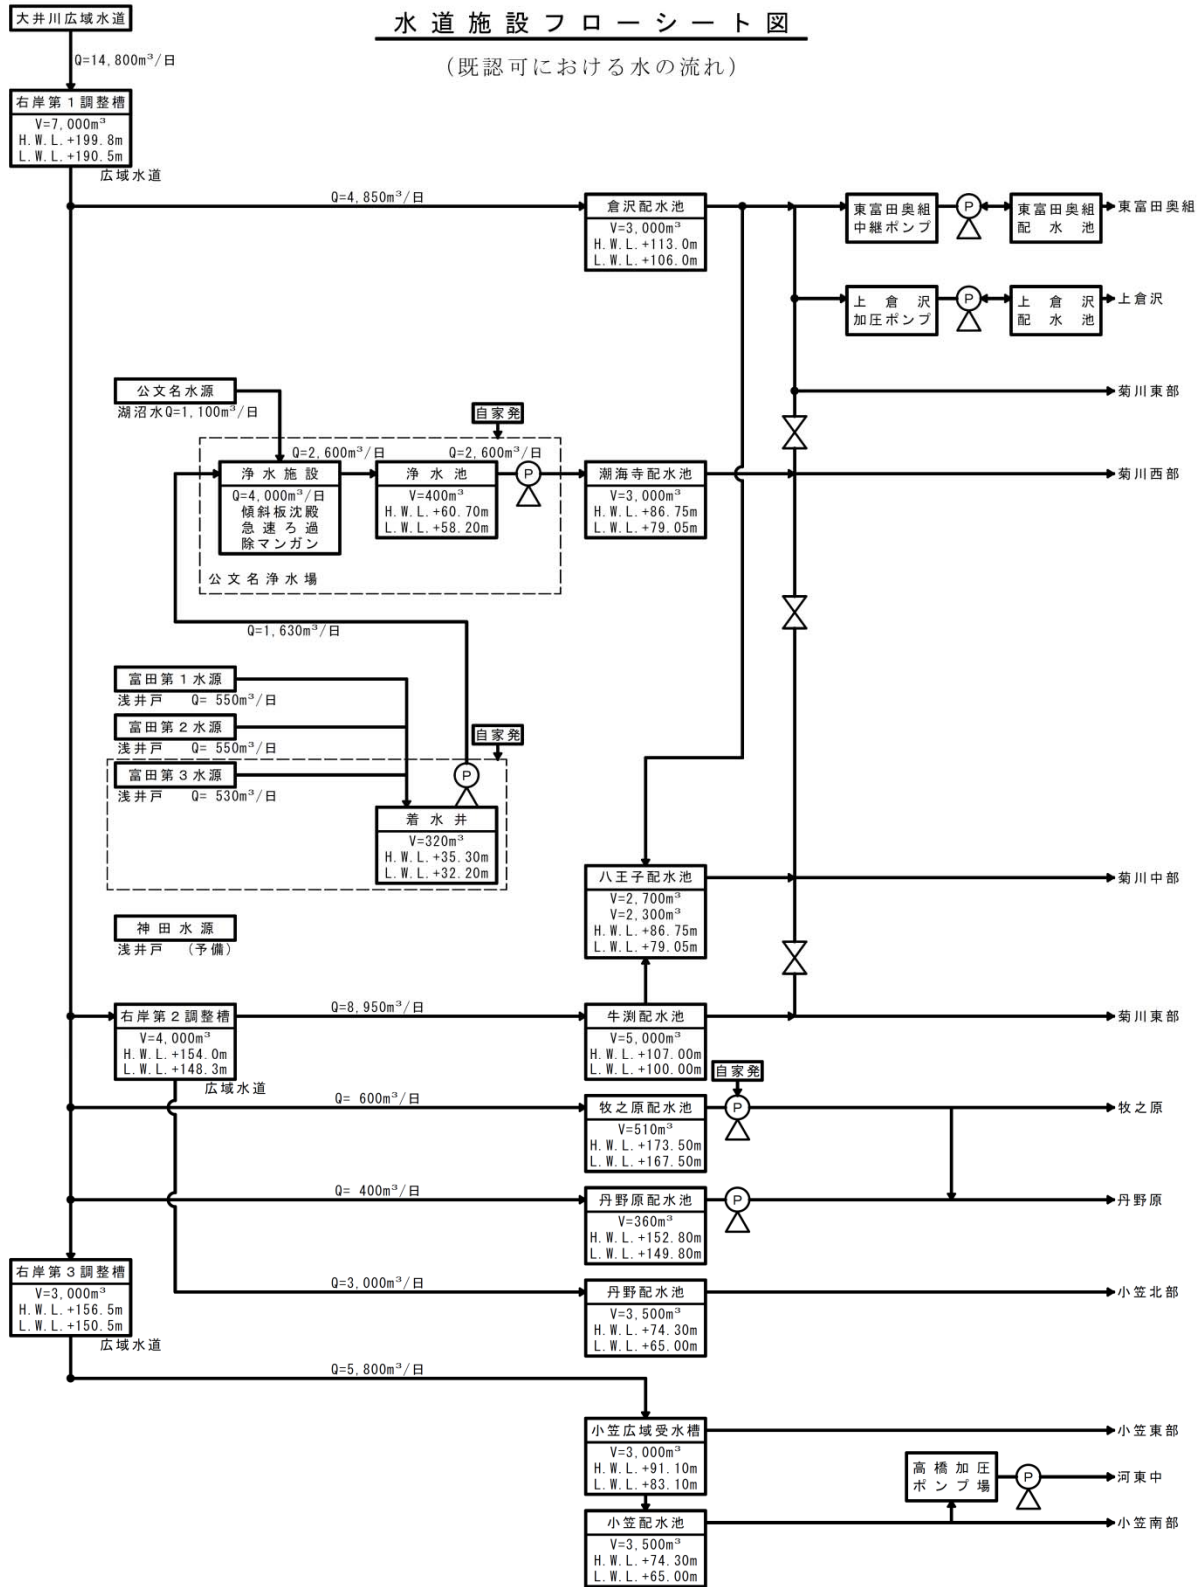 水道施設フローシート図
(既認可における水の流れ)
大井川広域水道
Q=14,800m³/日
右岸第1調整槽
V=7,000m³
H.W.L.+199.8m
L.W.L.+190.5m
広域水道
Q=4,850m³/日
倉沢配水池
V=3,000m³
H.W.L.+113.0m
L.W.L.+106.0m
東富田奥組
中継ポンプ
P
東富田奥組
配水池
東富田奥組
上倉沢
加圧ポンプ
P
上倉沢
配水池
上倉沢
菊川東部
公文名水源
湖沼水Q=1,100m³/日
自家発
Q=2,600m³/日
Q=2,600m³/日
浄水施設
Q=4,000m³/日
傾斜板沈殿
急速ろ過
除マンガン
浄水池
V=400m³
H.W.L.+60.70m
L.W.L.+58.20m
P
公文名浄水場
潮海寺配水池
V=3,000m³
H.W.L.+86.75m
L.W.L.+79.05m
菊川西部
Q=1,630m³/日
富田第1水源
浅井戸 Q= 550m³/日
富田第2水源
浅井戸 Q= 550m³/日
自家発
富田第3水源
浅井戸 Q= 530m³/日
P
着水井
V=320m³
H.W.L.+35.30m
L.W.L.+32.20m
八王子配水池
V=2,700m³
V=2,300m³
H.W.L.+86.75m
L.W.L.+79.05m
菊川中部
神田水源
浅井戸 (予備)
右岸第2調整槽
V=4,000m³
H.W.L.+154.0m
L.W.L.+148.3m
広域水道
Q=8,950m³/日
牛渕配水池
V=5,000m³
H.W.L.+107.00m
L.W.L.+100.00m
菊川東部
自家発
Q= 600m³/日
牧之原配水池
V=510m³
H.W.L.+173.50m
L.W.L.+167.50m
P
牧之原
Q= 400m³/日
丹野原配水池
V=360m³
H.W.L.+152.80m
L.W.L.+149.80m
P
丹野原
右岸第3調整槽
V=3,000m³
H.W.L.+156.5m
L.W.L.+150.5m
広域水道
Q=3,000m³/日
丹野配水池
V=3,500m³
H.W.L.+74.30m
L.W.L.+65.00m
小笠北部
Q=5,800m³/日
小笠広域受水槽
V=3,000m³
H.W.L.+91.10m
L.W.L.+83.10m
小笠東部
高橋加圧
ポンプ場
P
河東中
小笠配水池
V=3,500m³
H.W.L.+74.30m
L.W.L.+65.00m
小笠南部